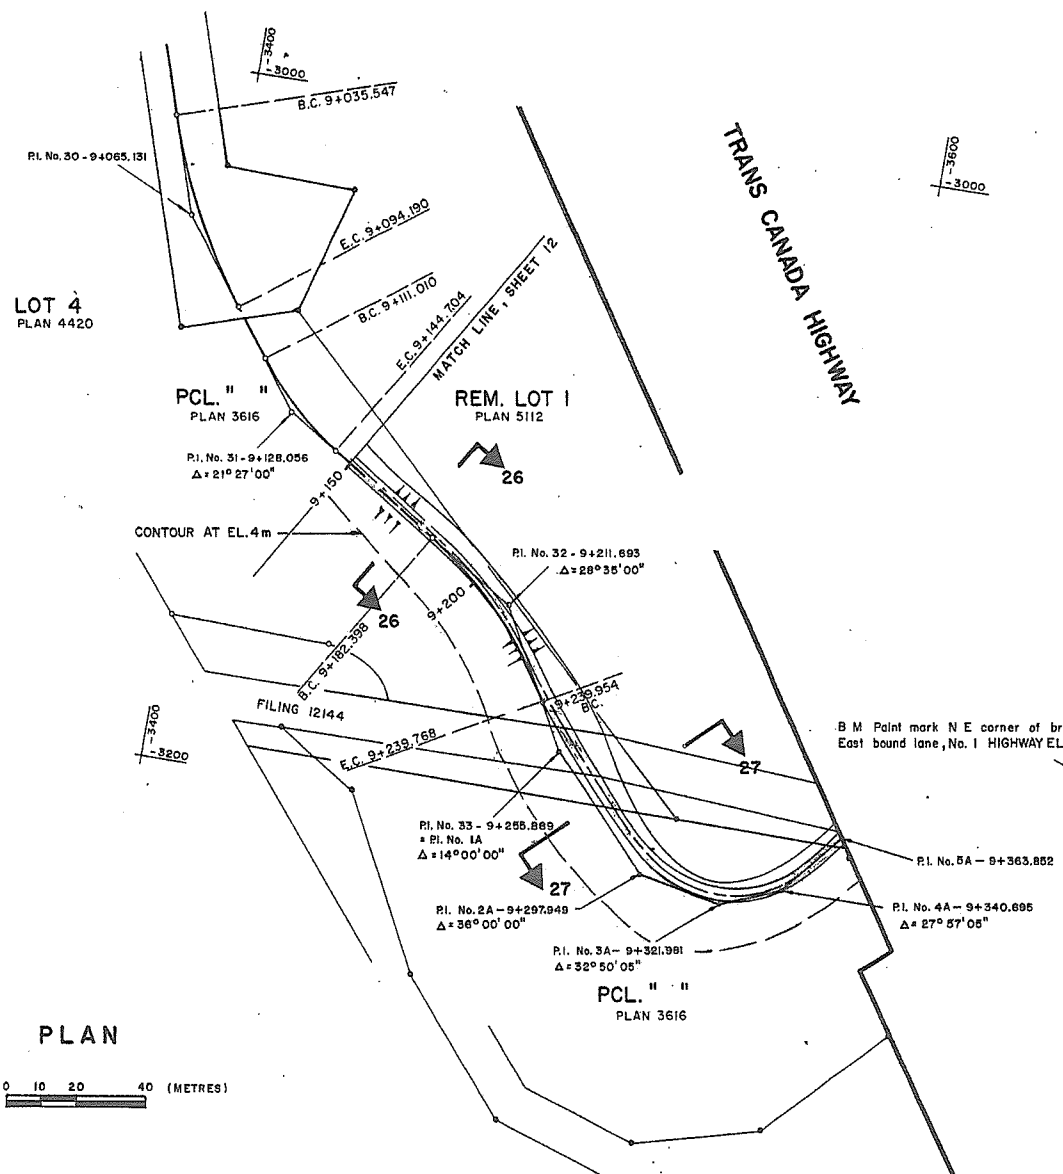 -3400
-3000
B.C. 9+035.547
P.I. No. 30 - 9+065.131
E.C. 9+094.190
B.C. 9+111.010
E.C. 9+144.704
MATCH LINE, SHEET 12
TRANS CANADA HIGHWAY
-3600
-3000
LOT 4
PLAN 4420
PCL. " "
PLAN 3616
REM. LOT 1
PLAN 5112
P.I. No. 31 - 9+128.056
Δ = 21° 27' 00"
26
9+150
CONTOUR AT EL. 4m
P.I. No. 32 - 9+211.693
Δ = 28° 35' 00"
26
9+200
B.C. 9+182.398
FILING 12144
9+239.954
B.C.
E.C. 9+239.768
-3400
-3200
B M Paint mark N E corner of br
East bound lane, No. 1 HIGHWAY EL
27
P.I. No. 33 - 9+255.889
= P.I. No. 1A
Δ = 14° 00' 00"
27
P.I. No. 5A - 9+363.852
P.I. No. 2A - 9+297.949
Δ = 36° 00' 00"
P.I. No. 4A - 9+340.695
Δ = 27° 57' 05"
P.I. No. 3A - 9+321.981
Δ = 32° 50' 05"
PCL. " "
PLAN 3616
PLAN
0 10 20 40 (METRES)